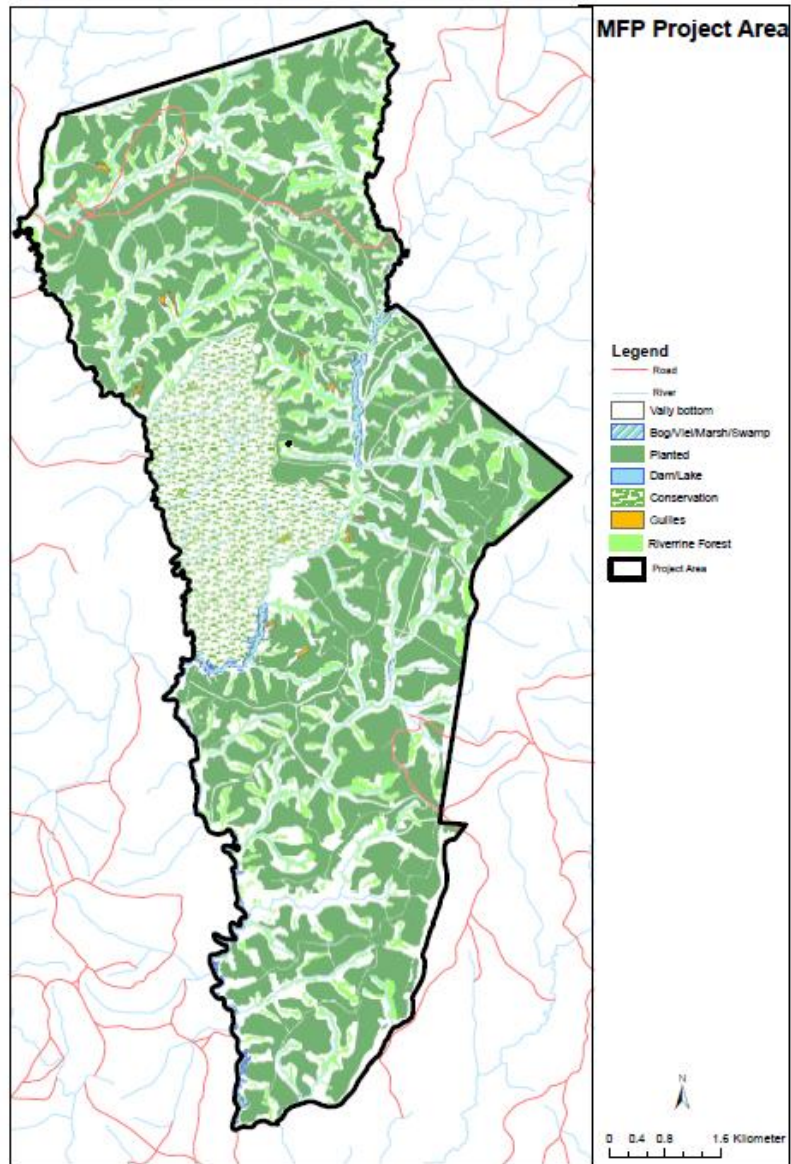 MFP Project Area
Legend
Road
River
Vally bottom
Bog/Vlei/Marsh/Swamp
Planted
Dam/Lake
Conservation
Gullies
Riverrine Forest
Project Area
N
0 0.4 0.8 1.6 Kilometer